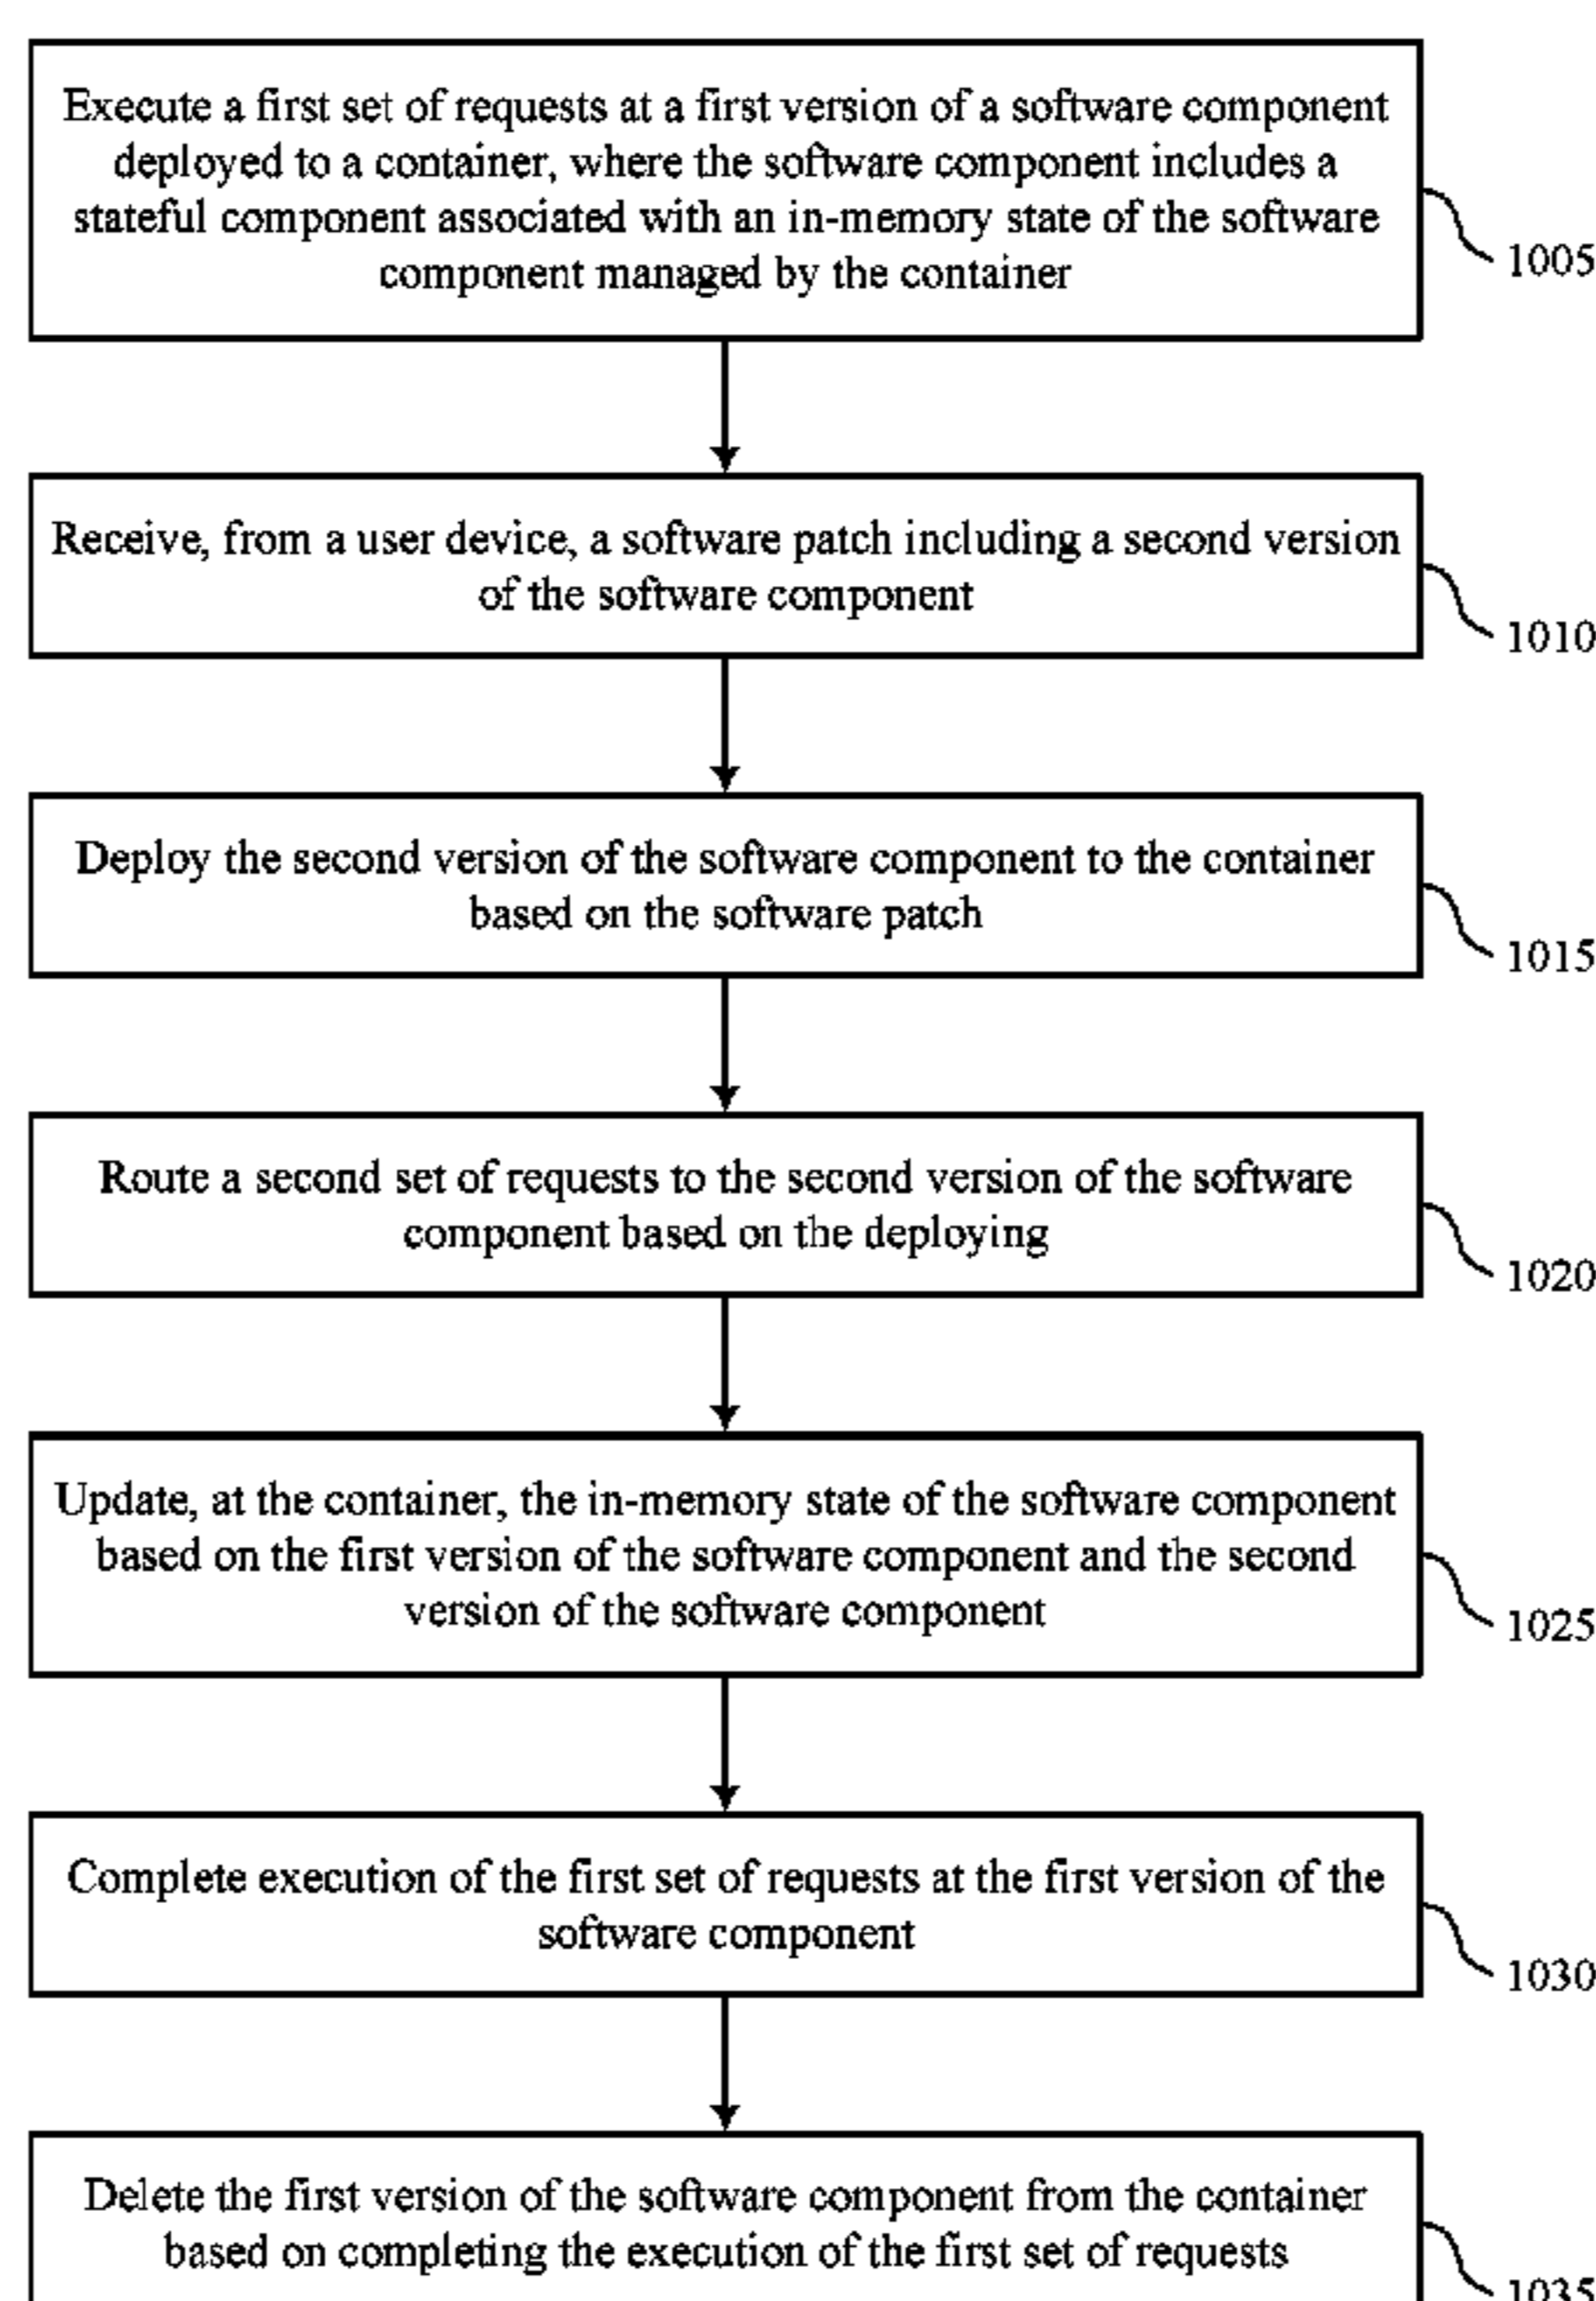 Execute a first set of requests at a first version of a software component
deployed to a container, where the software component includes a
stateful component associated with an in-memory state of the software
component managed by the container
1005
Receive, from a user device, a software patch including a second version
of the software component
1010
Deploy the second version of the software component to the container
based on the software patch
1015
Route a second set of requests to the second version of the software
component based on the deploying
1020
Update, at the container, the in-memory state of the software component
based on the first version of the software component and the second
version of the software component
1025
Complete execution of the first set of requests at the first version of the
software component
1030
Delete the first version of the software component from the container
based on completing the execution of the first set of requests
1035